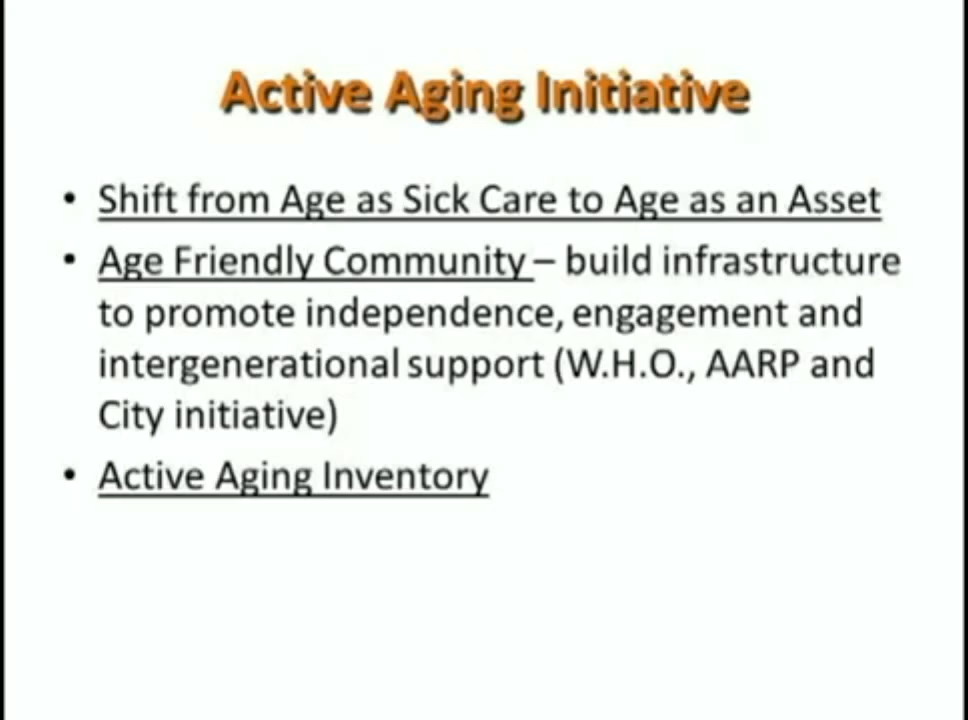 Active Aging Initiative
• Shift from Age as Sick Care to Age as an Asset
• Age Friendly Community – build infrastructure
to promote independence, engagement and
intergenerational support (W.H.O., AARP and
City initiative)
• Active Aging Inventory